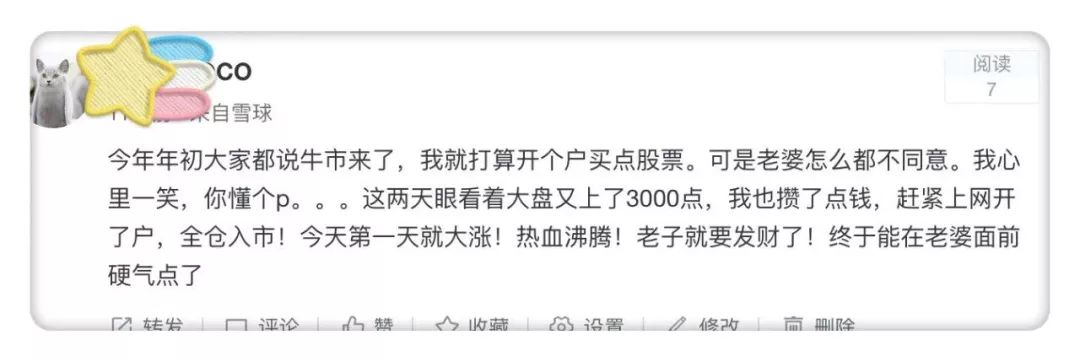 co
阅读
7
来自雪球
今年年初大家都说牛市来了，我就打算开个户买点股票。可是老婆怎么都不同意。我心
里一笑，你懂个p。。。这两天眼看着大盘又上了3000点，我也攒了点钱，赶紧上网开
了户，全仓入市！今天第一天就大涨！热血沸腾！老子就要发财了！终于能在老婆面前
硬气点了
转发 评论 赞 收藏 设置 修改 删除